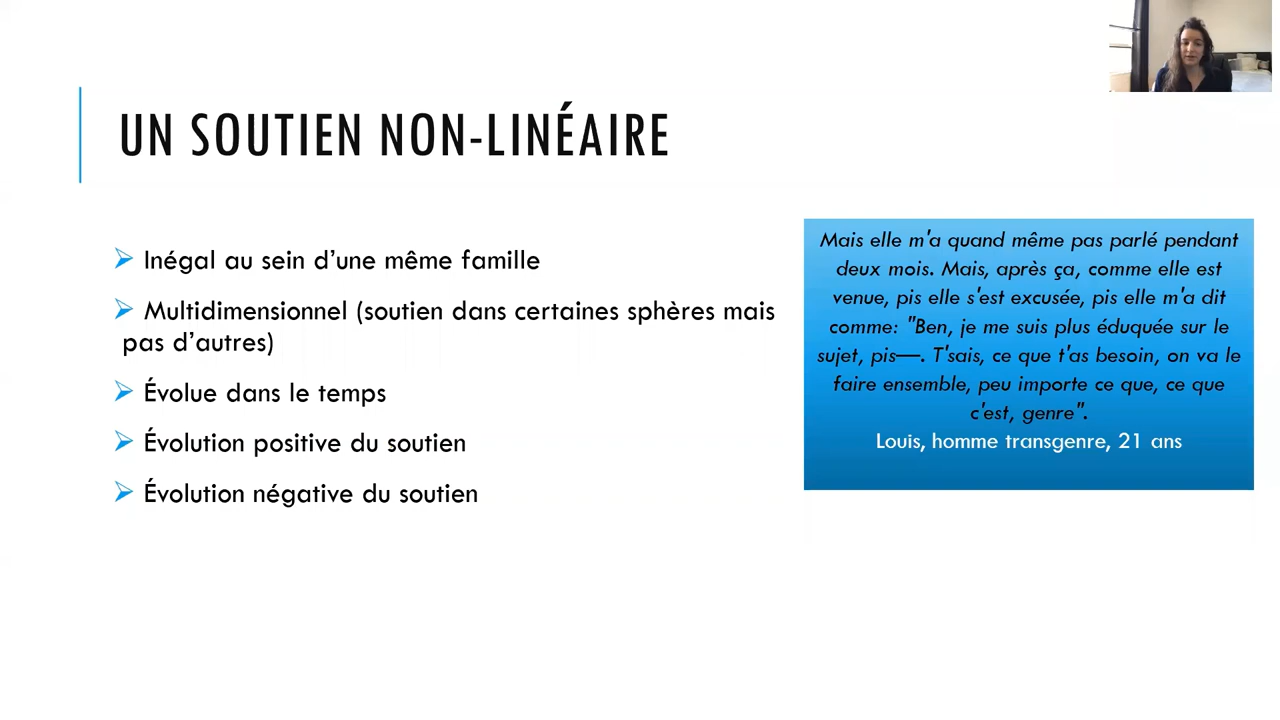 UN SOUTIEN NON-LINÉAIRE
Inégal au sein d’une même famille
Multidimensionnel (soutien dans certaines sphères mais
pas d’autres)
Évolue dans le temps
Évolution positive du soutien
Évolution négative du soutien
Mais elle m'a quand même pas parlé pendant
deux mois. Mais, après ça, comme elle est
venue, pis elle s'est excusée, pis elle m'a dit
comme: "Ben, je me suis plus éduquée sur le
sujet, pis—. T'sais, ce que t'as besoin, on va le
faire ensemble, peu importe ce que, ce que
c'est, genre".
Louis, homme transgenre, 21 ans